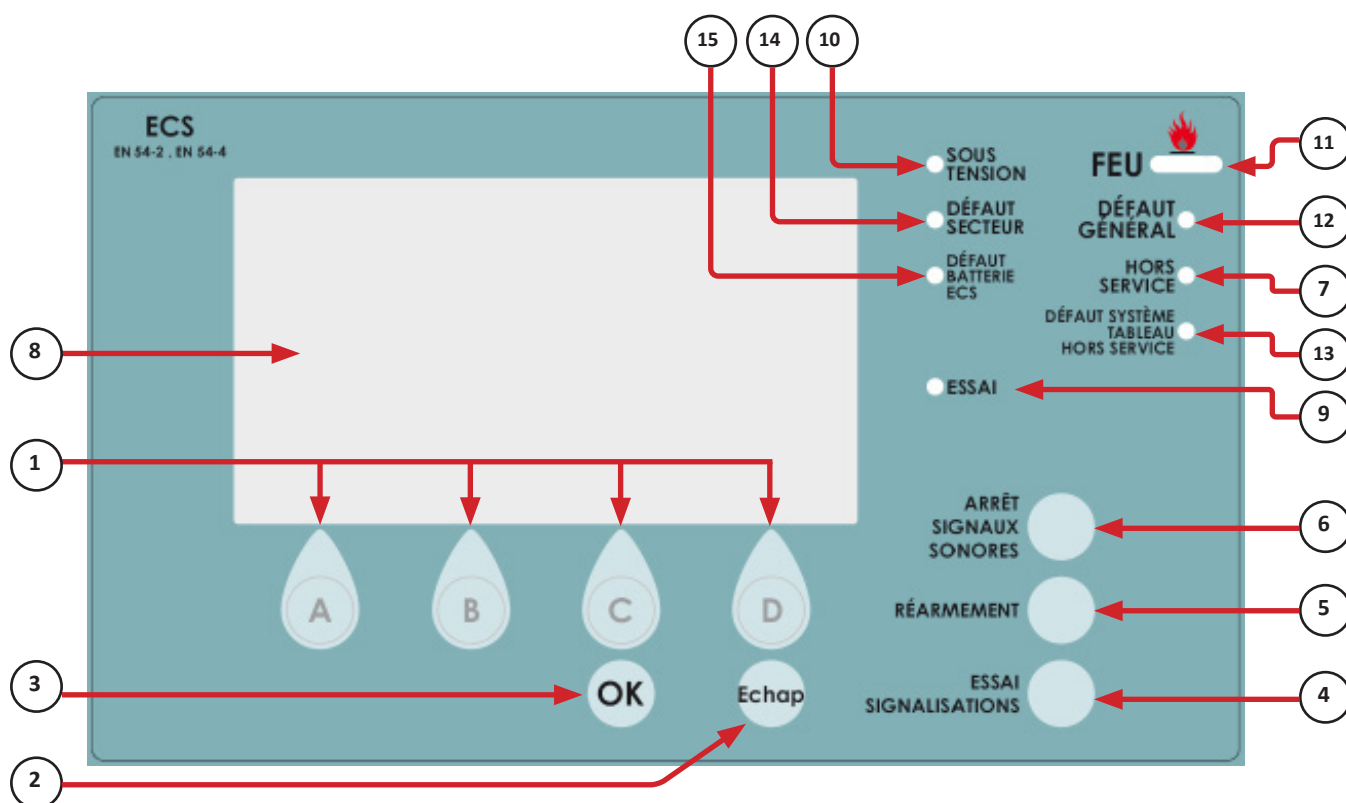 15
14
10
ECS
EN 54-2 . EN 54-4
SOUS
TENSION
FEU
11
DÉFAUT
SECTEUR
DÉFAUT
GÉNÉRAL
12
DÉFAUT
BATTERIE
ECS
HORS
SERVICE
7
DÉFAUT SYSTÈME
TABLEAU
HORS SERVICE
13
8
ESSAI
9
1
ARRÊT
SIGNAUX
SONORES
6
A
B
C
D
RÉARMEMENT
5
3
OK
Echap
ESSAI
SIGNALISATIONS
4
2